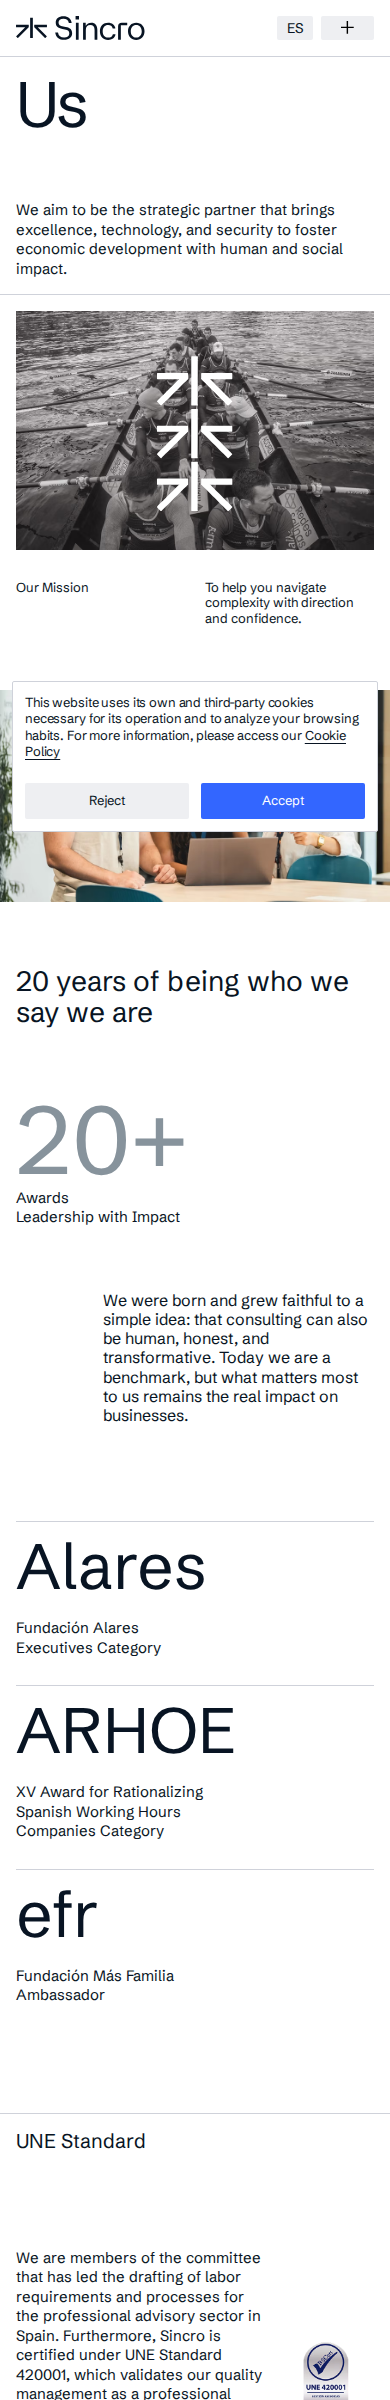 Sincro
ES
Us
We aim to be the strategic partner that brings
excellence, technology, and security to foster
economic development with human and social
impact.
Our Mission
To help you navigate
complexity with direction
and confidence.
This website uses its own and third-party cookies
necessary for its operation and to analyze your browsing
habits. For more information, please access our Cookie
Policy
Reject
Accept
20 years of being who we
say we are
20+
Awards
Leadership with Impact
We were born and grew faithful to a
simple idea: that consulting can also
be human, honest, and
transformative. Today we are a
benchmark, but what matters most
to us remains the real impact on
businesses.
Alares
Fundación Alares
Executives Category
ARHOE
XV Award for Rationalizing
Spanish Working Hours
Companies Category
efr
Fundación Más Familia
Ambassador
UNE Standard
We are members of the committee
that has led the drafting of labor
requirements and processes for
the professional advisory sector in
Spain. Furthermore, Sincro is
certified under UNE Standard
420001, which validates our quality
management as a professional
UNE 420001